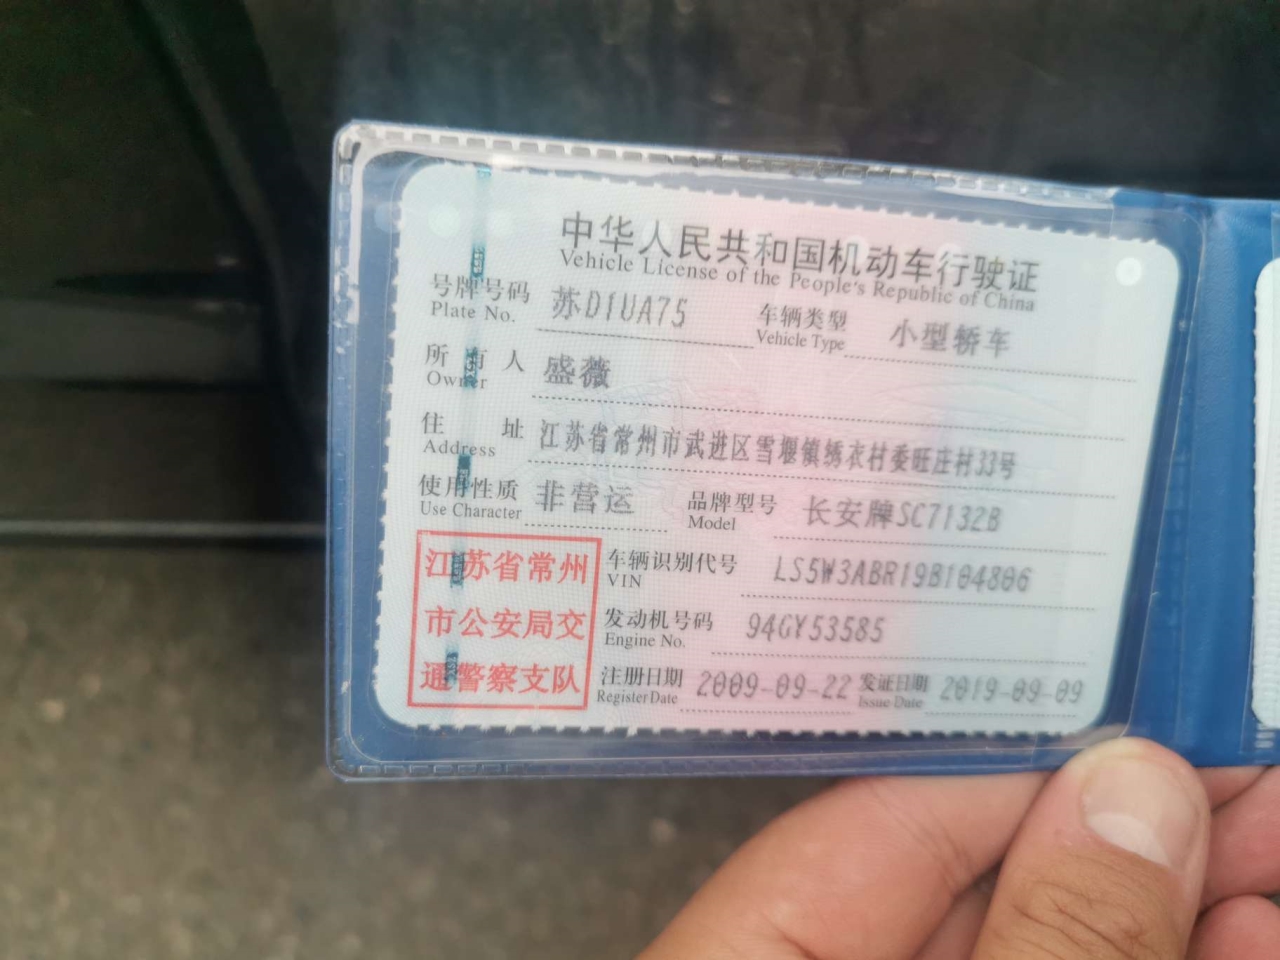 中华人民共和国机动车行驶证
Vehicle License of the People's Republic of China
号牌号码 苏D1UA75 车辆类型 小型轿车
Plate No. Vehicle Type
所有人 盛薇
Owner
住址 江苏省常州市武进区雪堰镇绣衣村委旺庄村33号
Address
使用性质 非营运 品牌型号 长安牌SC7132B
Use Character Model
江苏省常州
市公安局交
通警察支队
车辆识别代号 LS5W3ABR19B104806
VIN
发动机号码 94GY53585
Engine No.
注册日期 2009-09-22 发证日期 2019-09-09
Register Date Issue Date